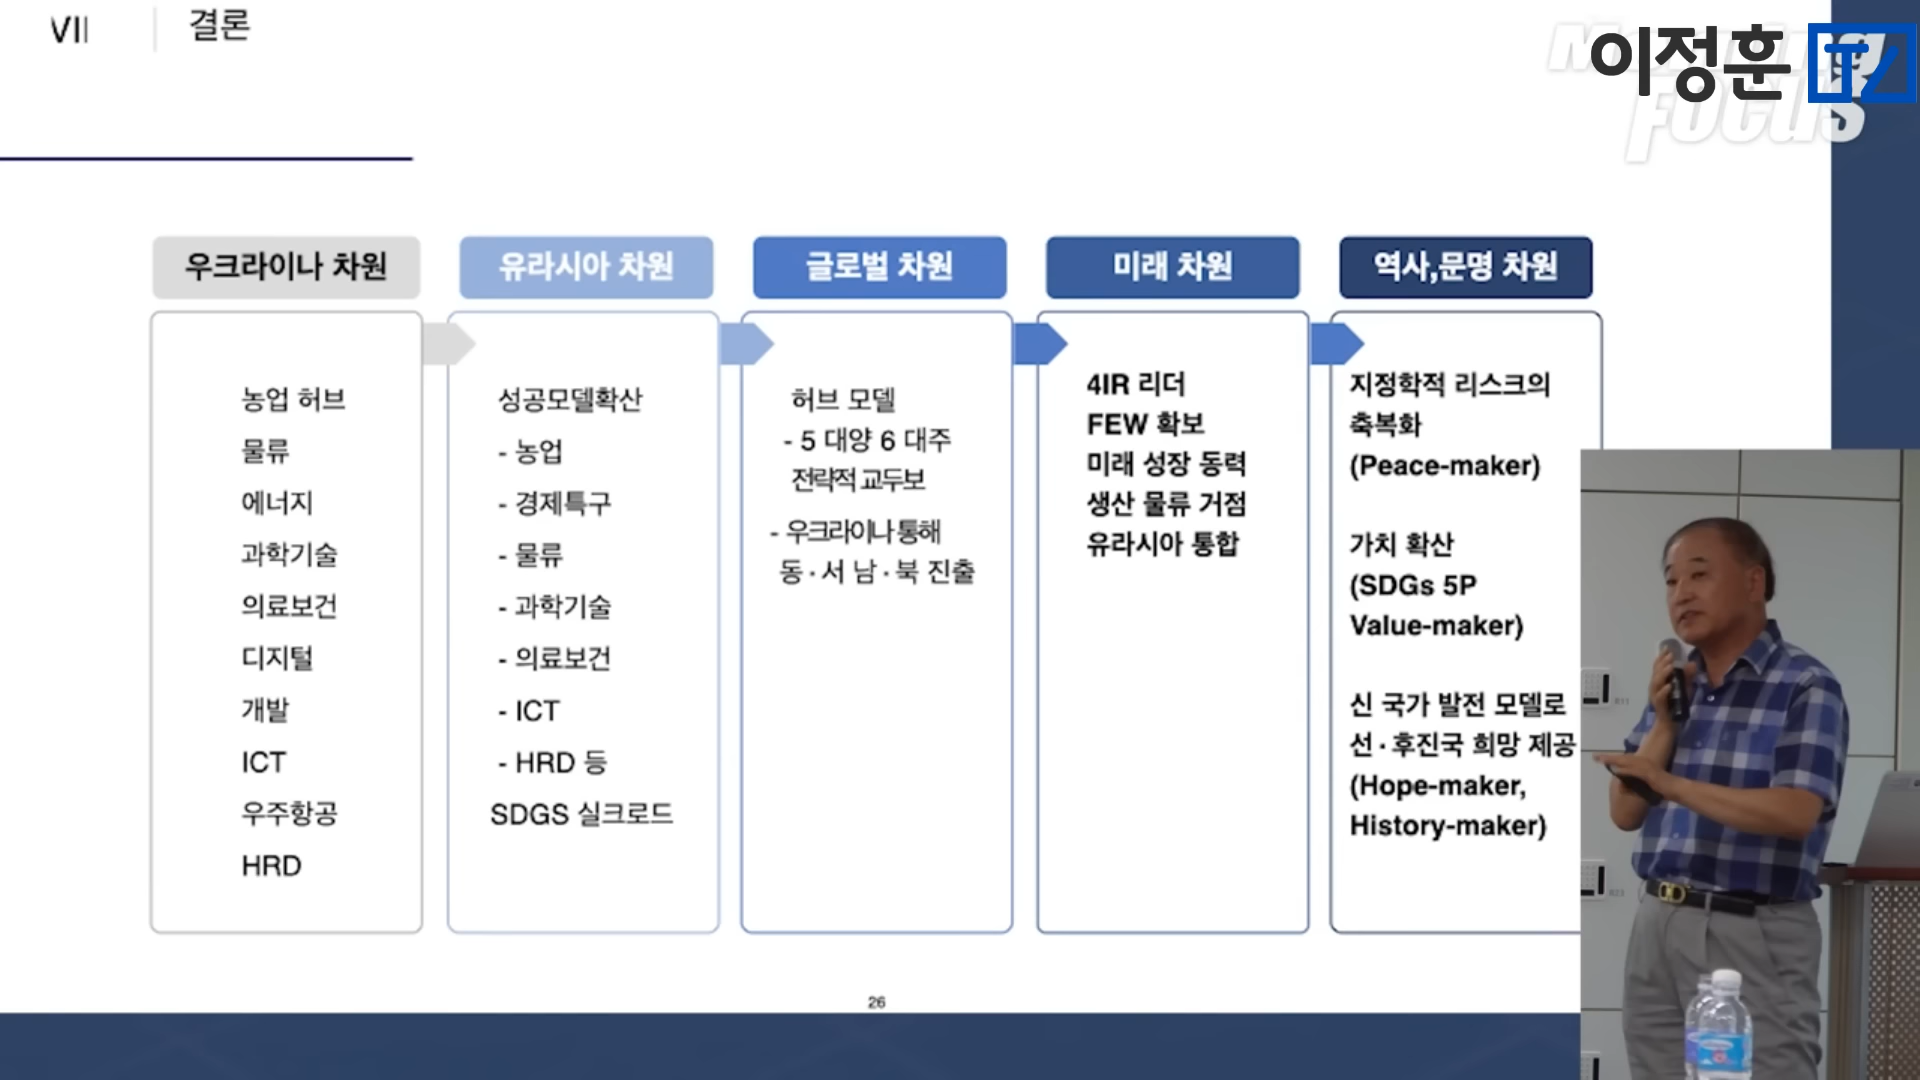 VII
결론
이정훈 TV
Morning
Focus
우크라이나 차원
농업 허브
물류
에너지
과학기술
의료보건
디지털
개발
ICT
우주항공
HRD
유라시아 차원
성공모델확산
- 농업
- 경제특구
- 물류
- 과학기술
- 의료보건
- ICT
- HRD 등
SDGS 실크로드
글로벌 차원
허브 모델
- 5 대양 6 대주
전략적 교두보
- 우크라이나 통해
동 · 서 남 · 북 진출
미래 차원
4IR 리더
FEW 확보
미래 성장 동력
생산 물류 거점
유라시아 통합
역사,문명 차원
지정학적 리스크의
축복화
(Peace-maker)
가치 확산
(SDGs 5P
Value-maker)
신 국가 발전 모델로
선 · 후진국 희망 제공
(Hope-maker,
History-maker)
26